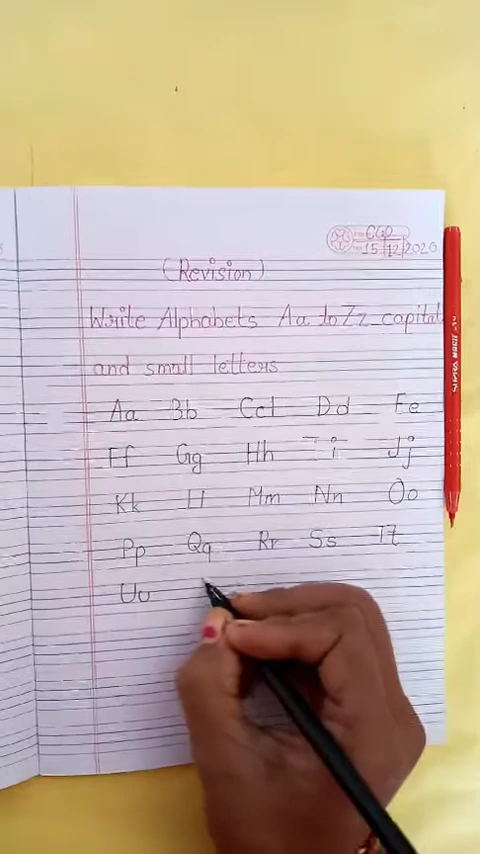 CGP
15/12/2020
(Revision)
Write Alphabets Aa to Zz capital
and small letters
Aa Bb Cc Dd Ee
Ff Gg Hh Ii Jj
Kk Ll Mm Nn Oo
Pp Qq Rr Ss Tt
Uu